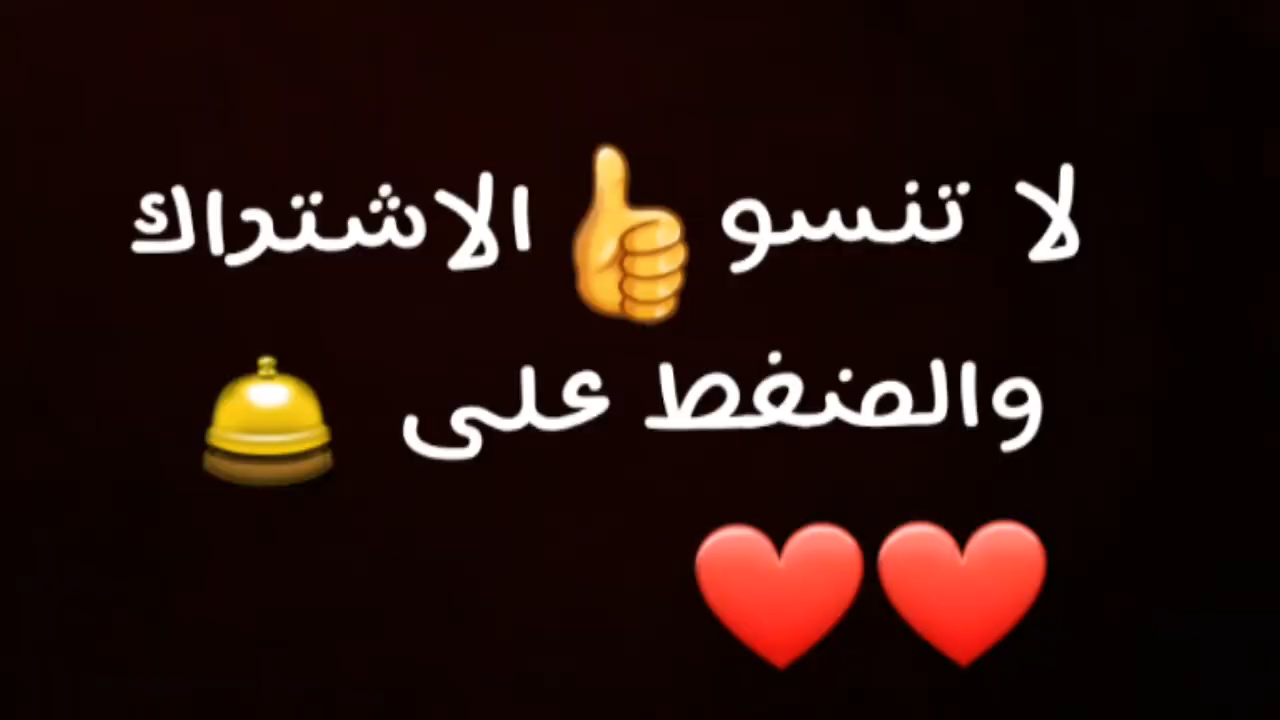 لا تنسو 👍 الاشتراك
والضغط على 🛎️
❤️❤️